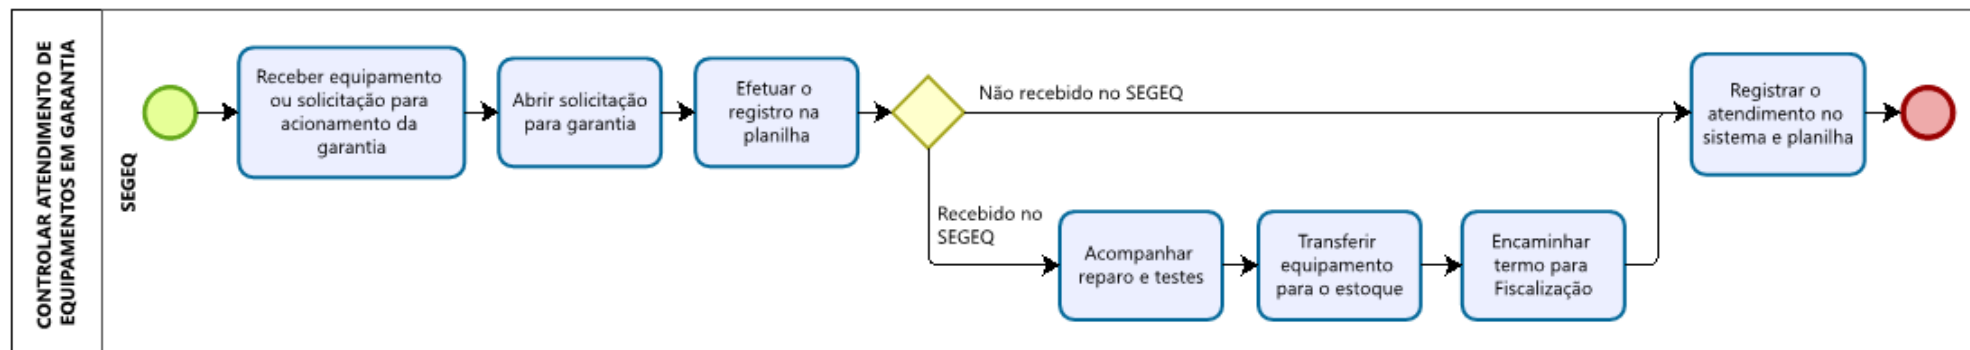 CONTROLAR ATENDIMENTO DE
EQUIPAMENTOS EM GARANTIA
SEGEQ
Receber equipamento
ou solicitação para
acionamento da
garantia
Abrir solicitação
para garantia
Efetuar o
registro na
planilha
Não recebido no SEGEQ
Recebido no
SEGEQ
Acompanhar
reparo e testes
Transferir
equipamento
para o estoque
Encaminhar
termo para
Fiscalização
Registrar o
atendimento no
sistema e planilha